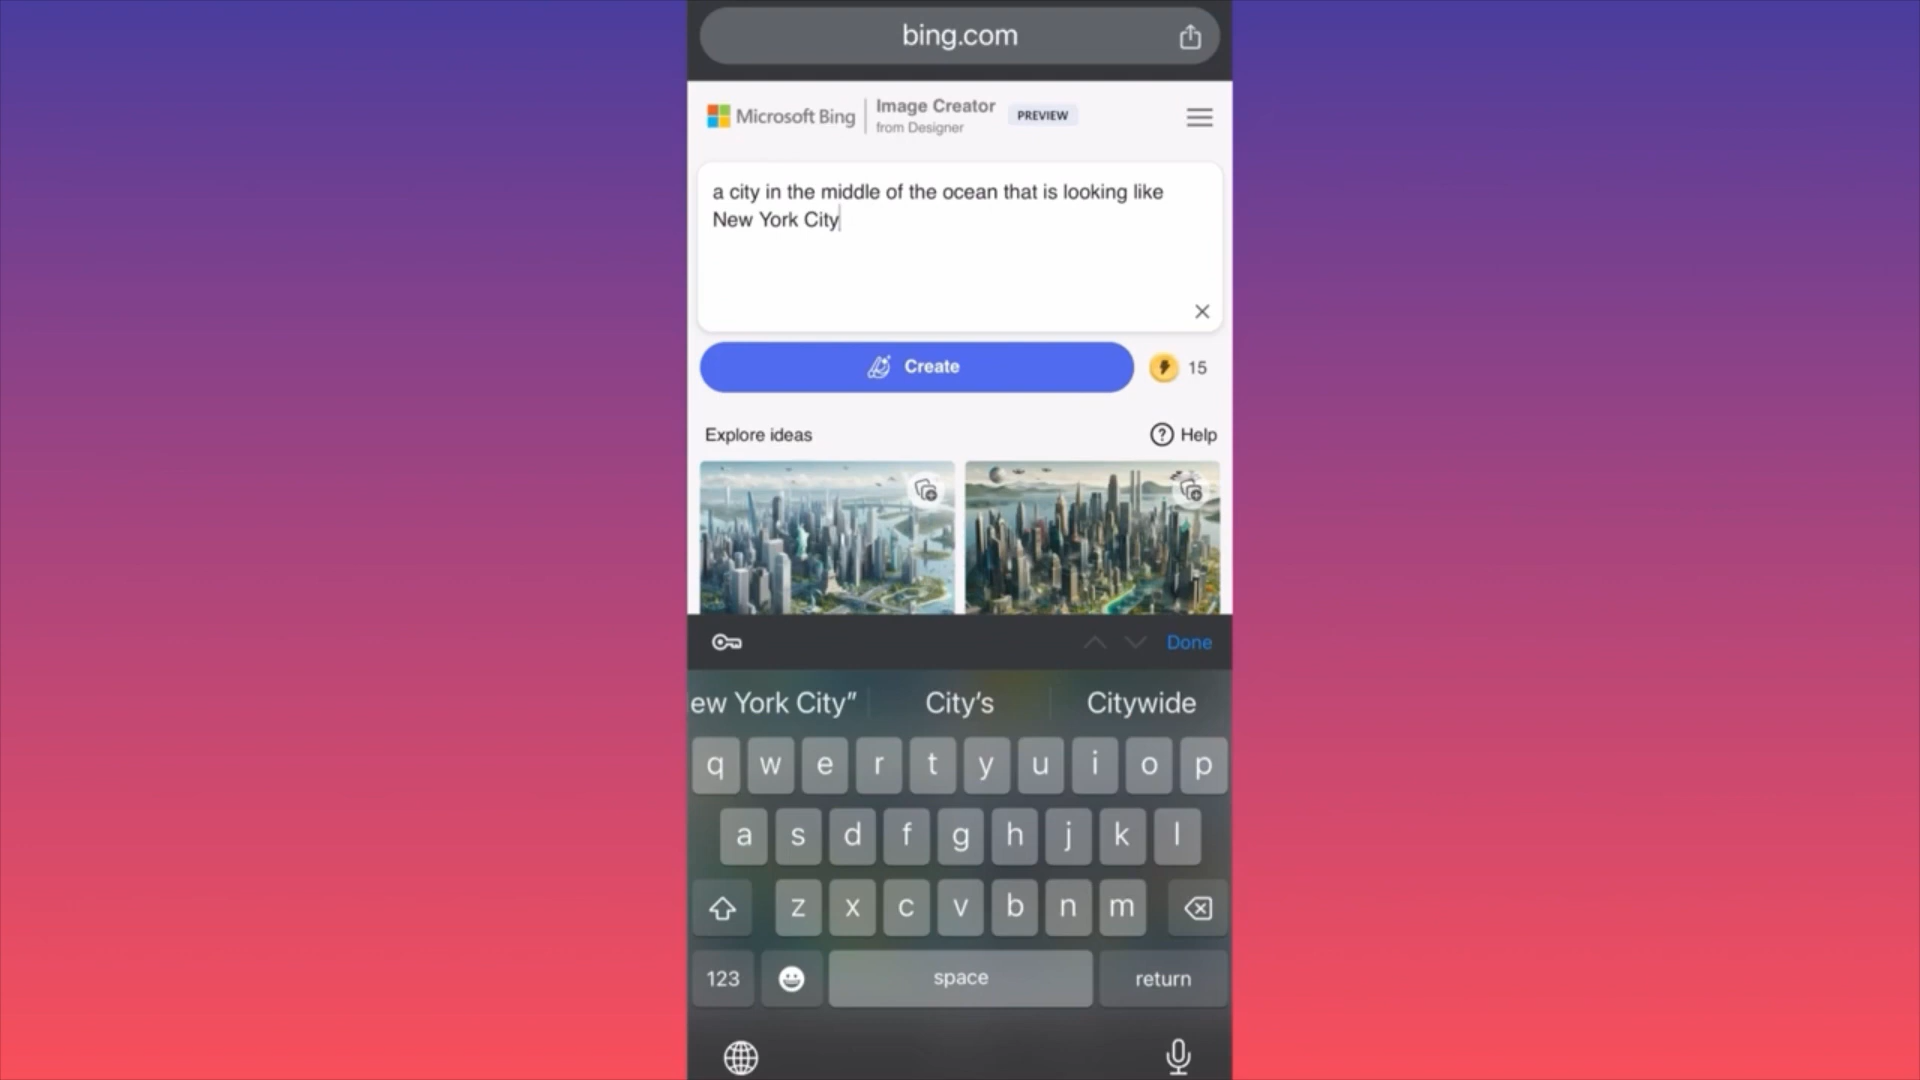 bing.com
Microsoft Bing
Image Creator
from Designer
PREVIEW
a city in the middle of the ocean that is looking like
New York City
Create
15
Explore ideas
Help
Done
ew York City”
City’s
Citywide
q w e r t y u i o p
a s d f g h j k l
z x c v b n m
123
space
return